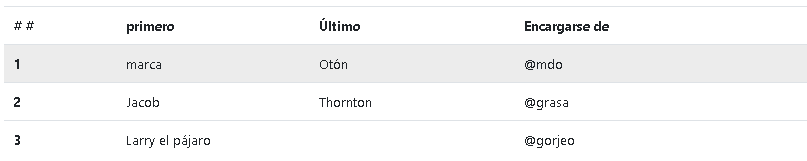 # # primero Último Encargarse de
1 marca Otón @mdo
2 Jacob Thornton @grasa
3 Larry el pájaro @gorjeo